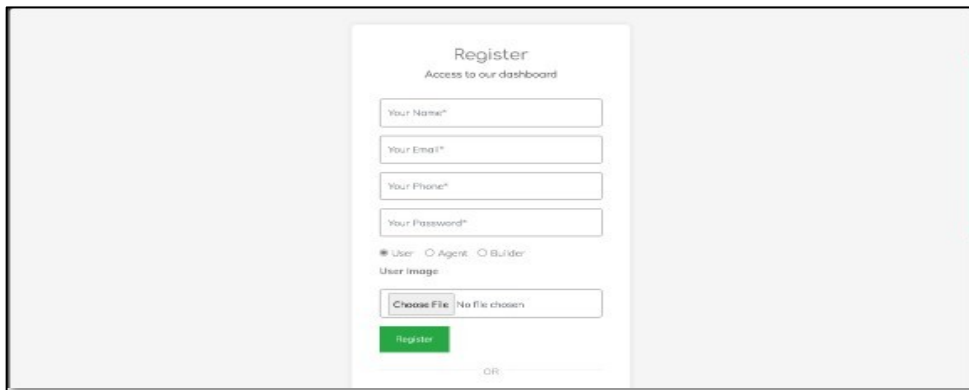 Register
Access to our dashboard
Your Name*
Your Email*
Your Phone*
Your Password*
User Agent Builder
User Image
Choose File No file chosen
Register
OR